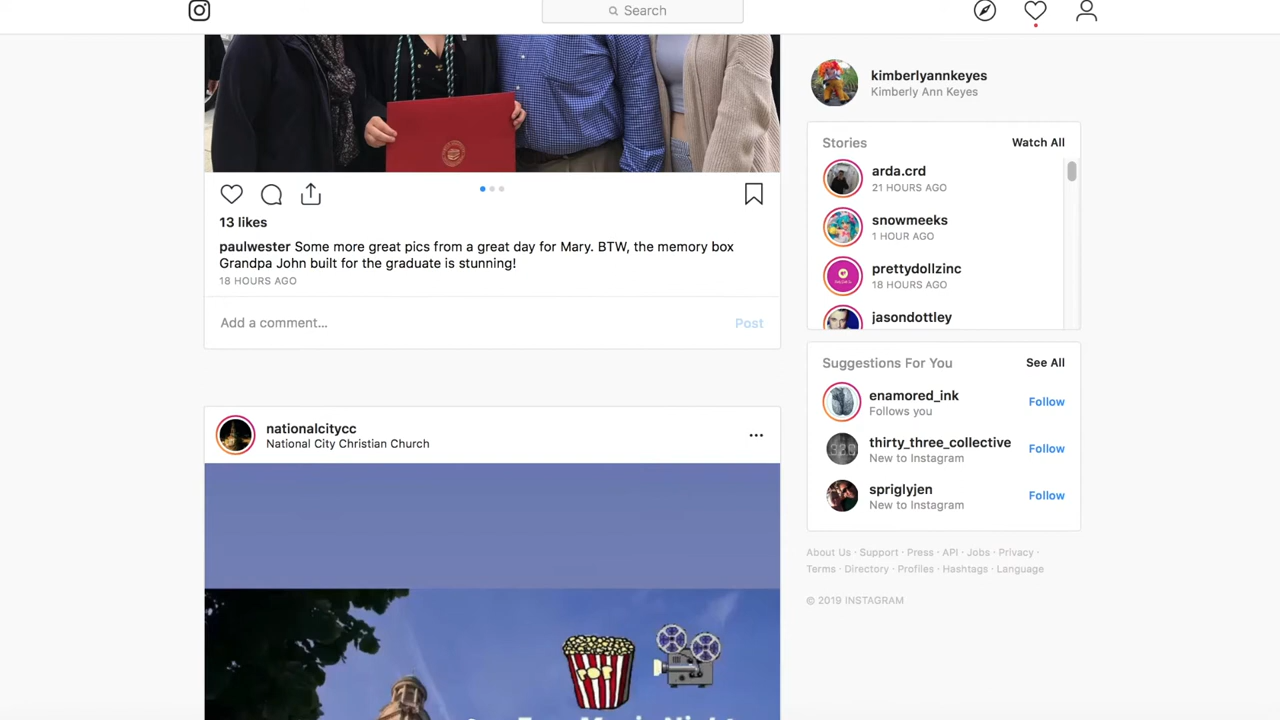 Search
kimberlyannkeyes
Kimberly Ann Keyes
Stories
Watch All
arda.crd
21 HOURS AGO
snowmeeks
1 HOUR AGO
prettydollzinc
18 HOURS AGO
jasondottley
13 likes
paulwester Some more great pics from a great day for Mary. BTW, the memory box
Grandpa John built for the graduate is stunning!
18 HOURS AGO
Add a comment...
Post
Suggestions For You
See All
enamored_ink
Follows you
Follow
thirty_three_collective
New to Instagram
Follow
spriglyjen
New to Instagram
Follow
About Us · Support · Press · API · Jobs · Privacy ·
Terms · Directory · Profiles · Hashtags · Language
© 2019 INSTAGRAM
nationalcitycc
National City Christian Church
POP
Free Movie Night